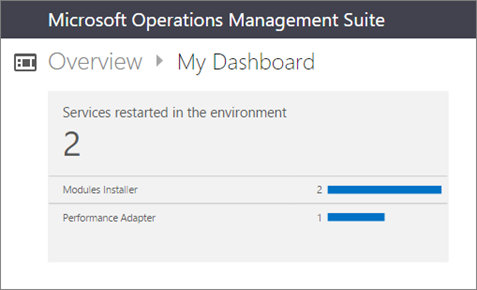 Microsoft Operations Management Suite
Overview My Dashboard
Services restarted in the environment
2
Modules Installer 2
Performance Adapter 1